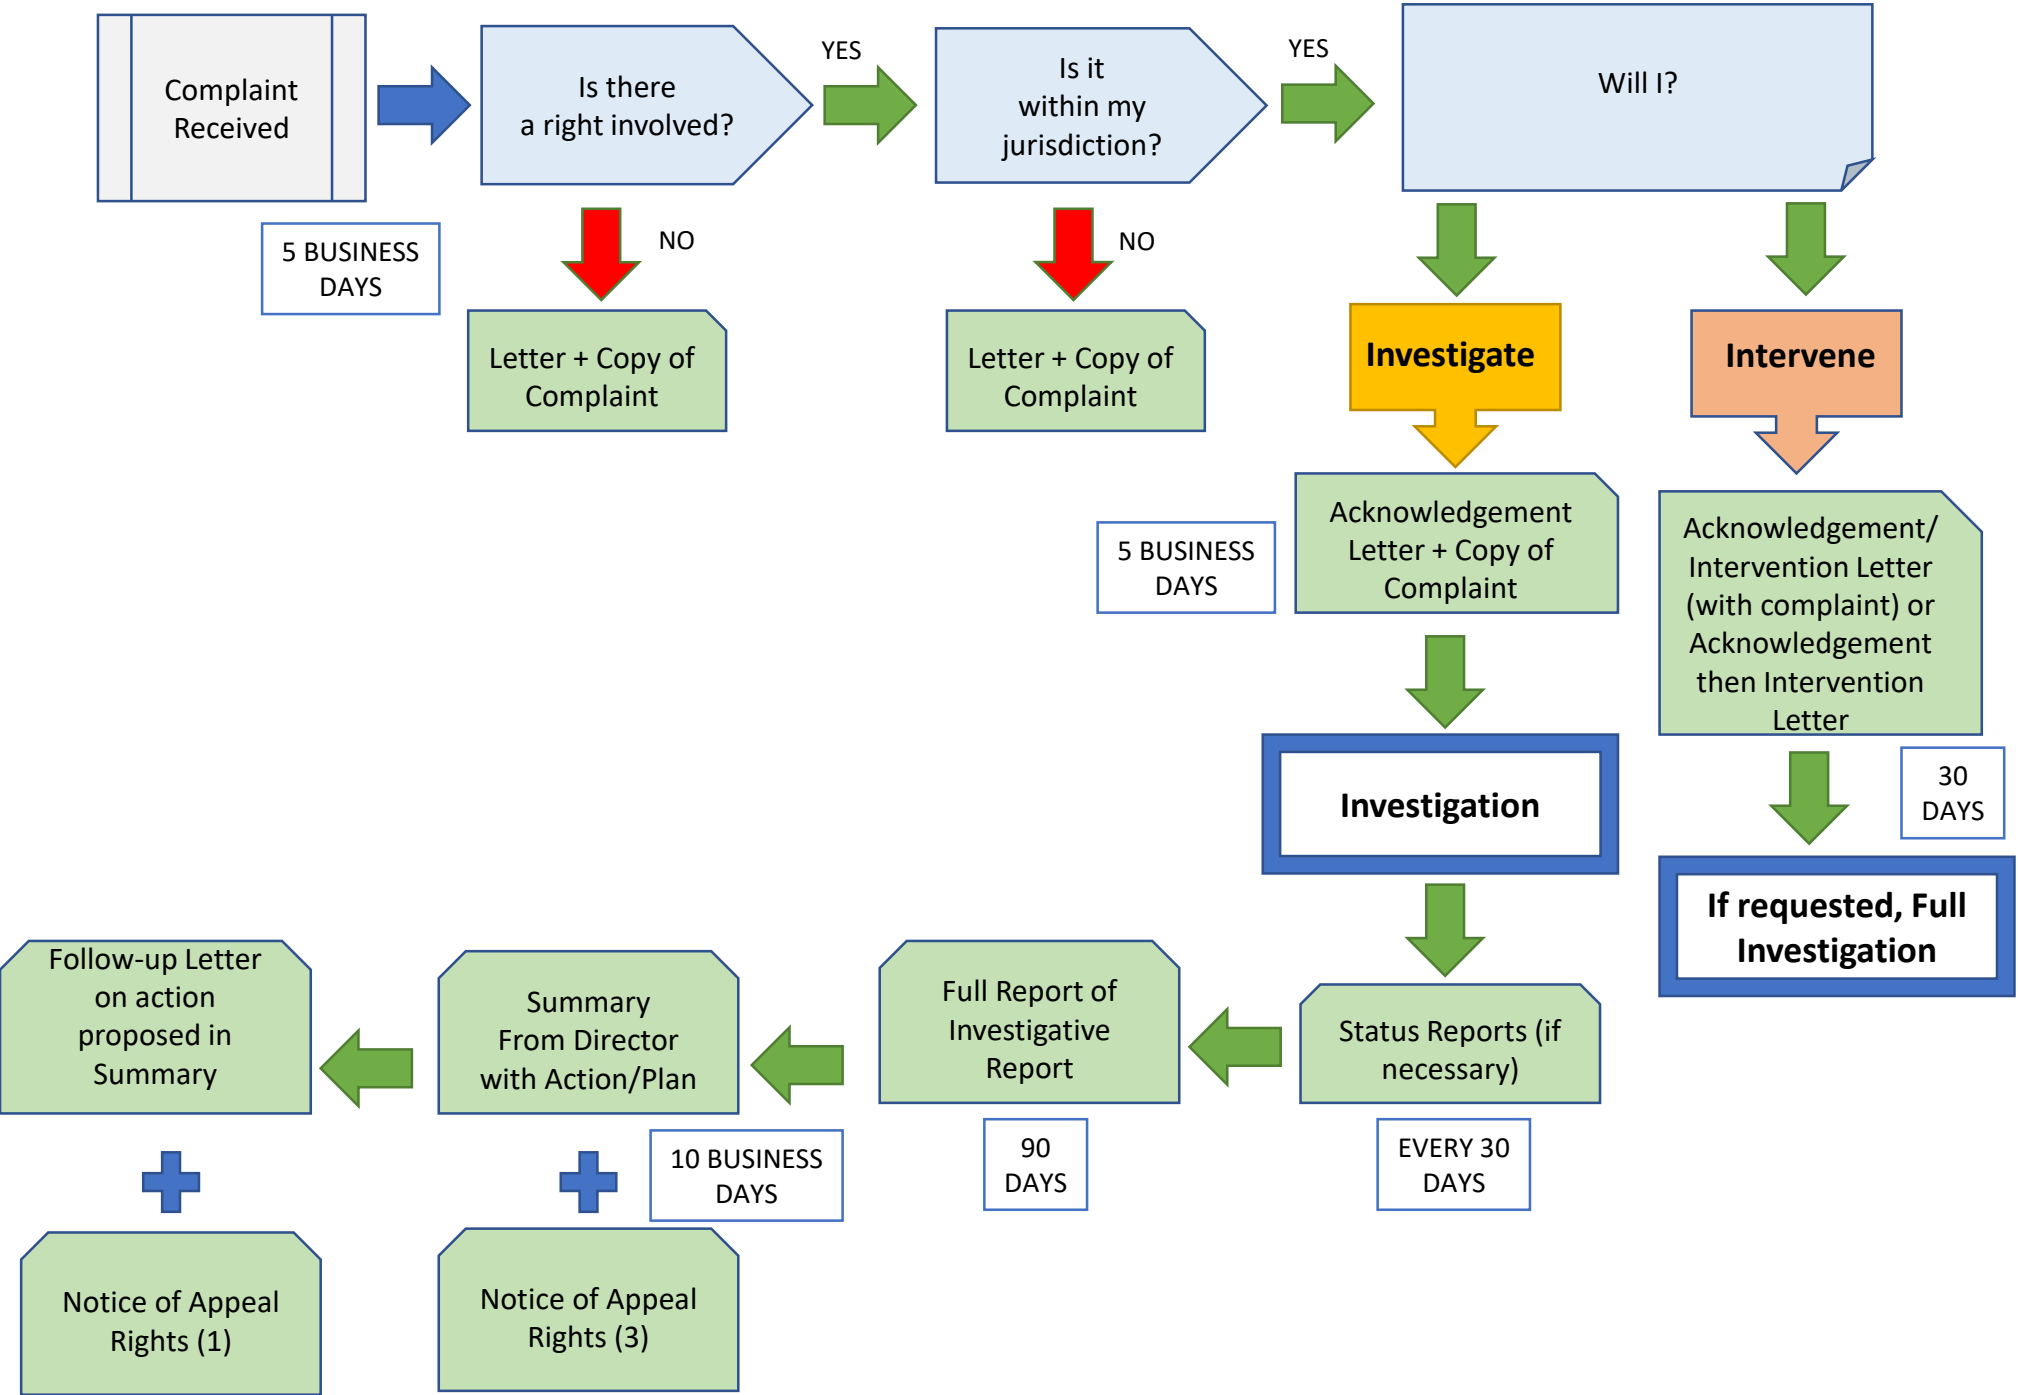 Complaint
Received
Is there
a right involved?
YES
Is it
within my
jurisdiction?
YES
Will I?
5 BUSINESS
DAYS
NO
NO
Letter + Copy of
Complaint
Letter + Copy of
Complaint
Investigate
Intervene
5 BUSINESS
DAYS
Acknowledgement
Letter + Copy of
Complaint
Acknowledgement/
Intervention Letter
(with complaint) or
Acknowledgement
then Intervention
Letter
Investigation
30
DAYS
If requested, Full
Investigation
Follow-up Letter
on action
proposed in
Summary
Summary
From Director
with Action/Plan
Full Report of
Investigative
Report
Status Reports (if
necessary)
10 BUSINESS
DAYS
90
DAYS
EVERY 30
DAYS
Notice of Appeal
Rights (1)
Notice of Appeal
Rights (3)